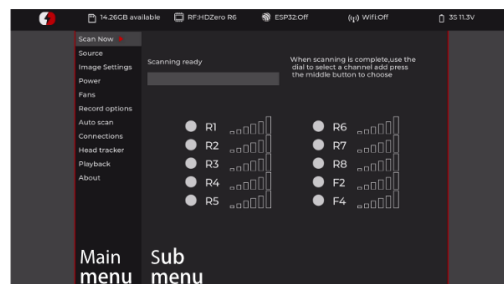 14.26GB available RF:HDZero R6 ESP32:Off WiFi:Off 3S 11.3V
Scan Now
Source
Image Settings
Power
Fans
Record options
Auto scan
Connections
Head tracker
Playback
About
Scanning ready
When scanning is complete,use the
dial to select a channel add press
the middle button to choose
R1 R6
R2 R7
R3 R8
R4 F2
R5 F4
Main
menu
Sub
menu